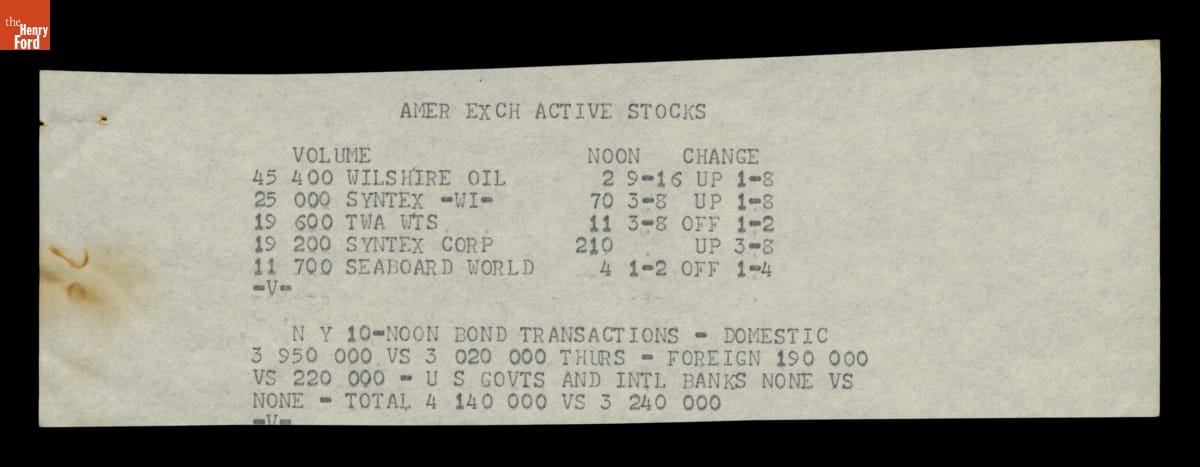 the
Henry
Ford
AMER EXCH ACTIVE STOCKS
VOLUME NOON CHANGE
45 400 WILSHIRE OIL 2 9-16 UP 1-8
25 000 SYNTEX -WI- 70 3-8 UP 1-8
19 600 TWA WTS 11 3-8 OFF 1-2
19 200 SYNTEX CORP 210 UP 3-8
11 700 SEABOARD WORLD 4 1-2 OFF 1-4
-V-
N Y 10-NOON BOND TRANSACTIONS - DOMESTIC
3 950 000 VS 3 020 000 THURS - FOREIGN 190 000
VS 220 000 - U S GOVTS AND INTL BANKS NONE VS
NONE - TOTAL 4 140 000 VS 3 240 000
-V-